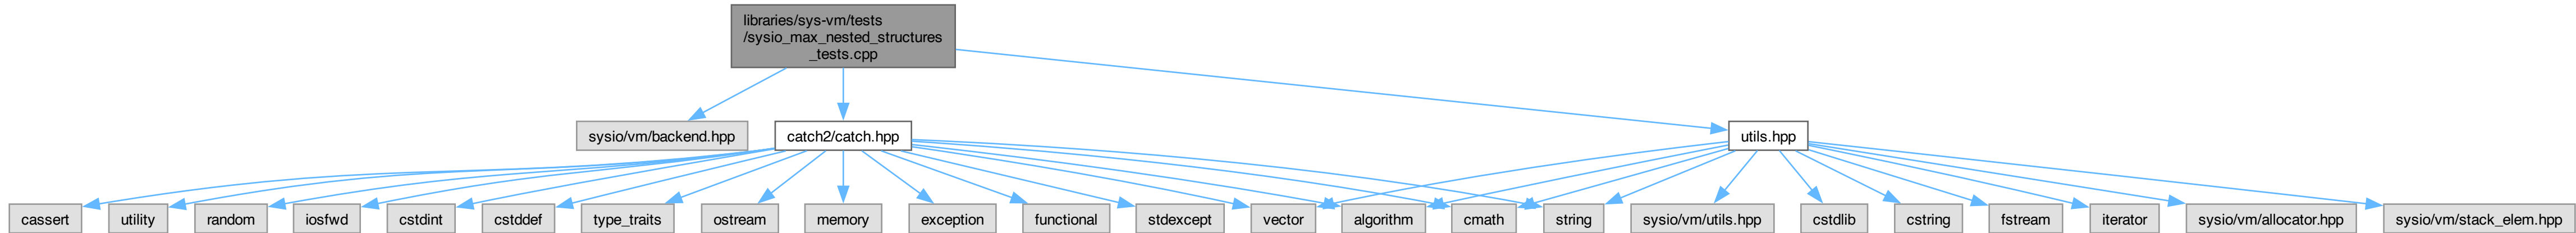 libraries/sys-vm/tests
/sysio_max_nested_structures
_tests.cpp
sysio/vm/backend.hpp
catch2/catch.hpp
utils.hpp
cassert
utility
random
iosfwd
cstdint
cstddef
type_traits
ostream
memory
exception
functional
stdexcept
vector
algorithm
cmath
string
sysio/vm/utils.hpp
cstdlib
cstring
fstream
iterator
sysio/vm/allocator.hpp
sysio/vm/stack_elem.hpp